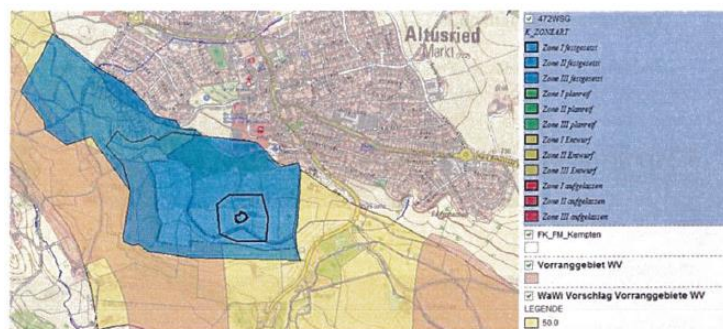 Altusried
Markt
472WSG
K_ZONEART
Zone I festgesetzt
Zone II festgesetzt
Zone III festgesetzt
Zone I planreif
Zone II planreif
Zone III planreif
Zone I Entwurf
Zone II Entwurf
Zone III Entwurf
Zone I aufgelassen
Zone II aufgelassen
Zone III aufgelassen
FK_FM_Kempten
Vorranggebiet WV
WaWi Vorschlag Vorranggebiete WV
LEGENDE
50.0